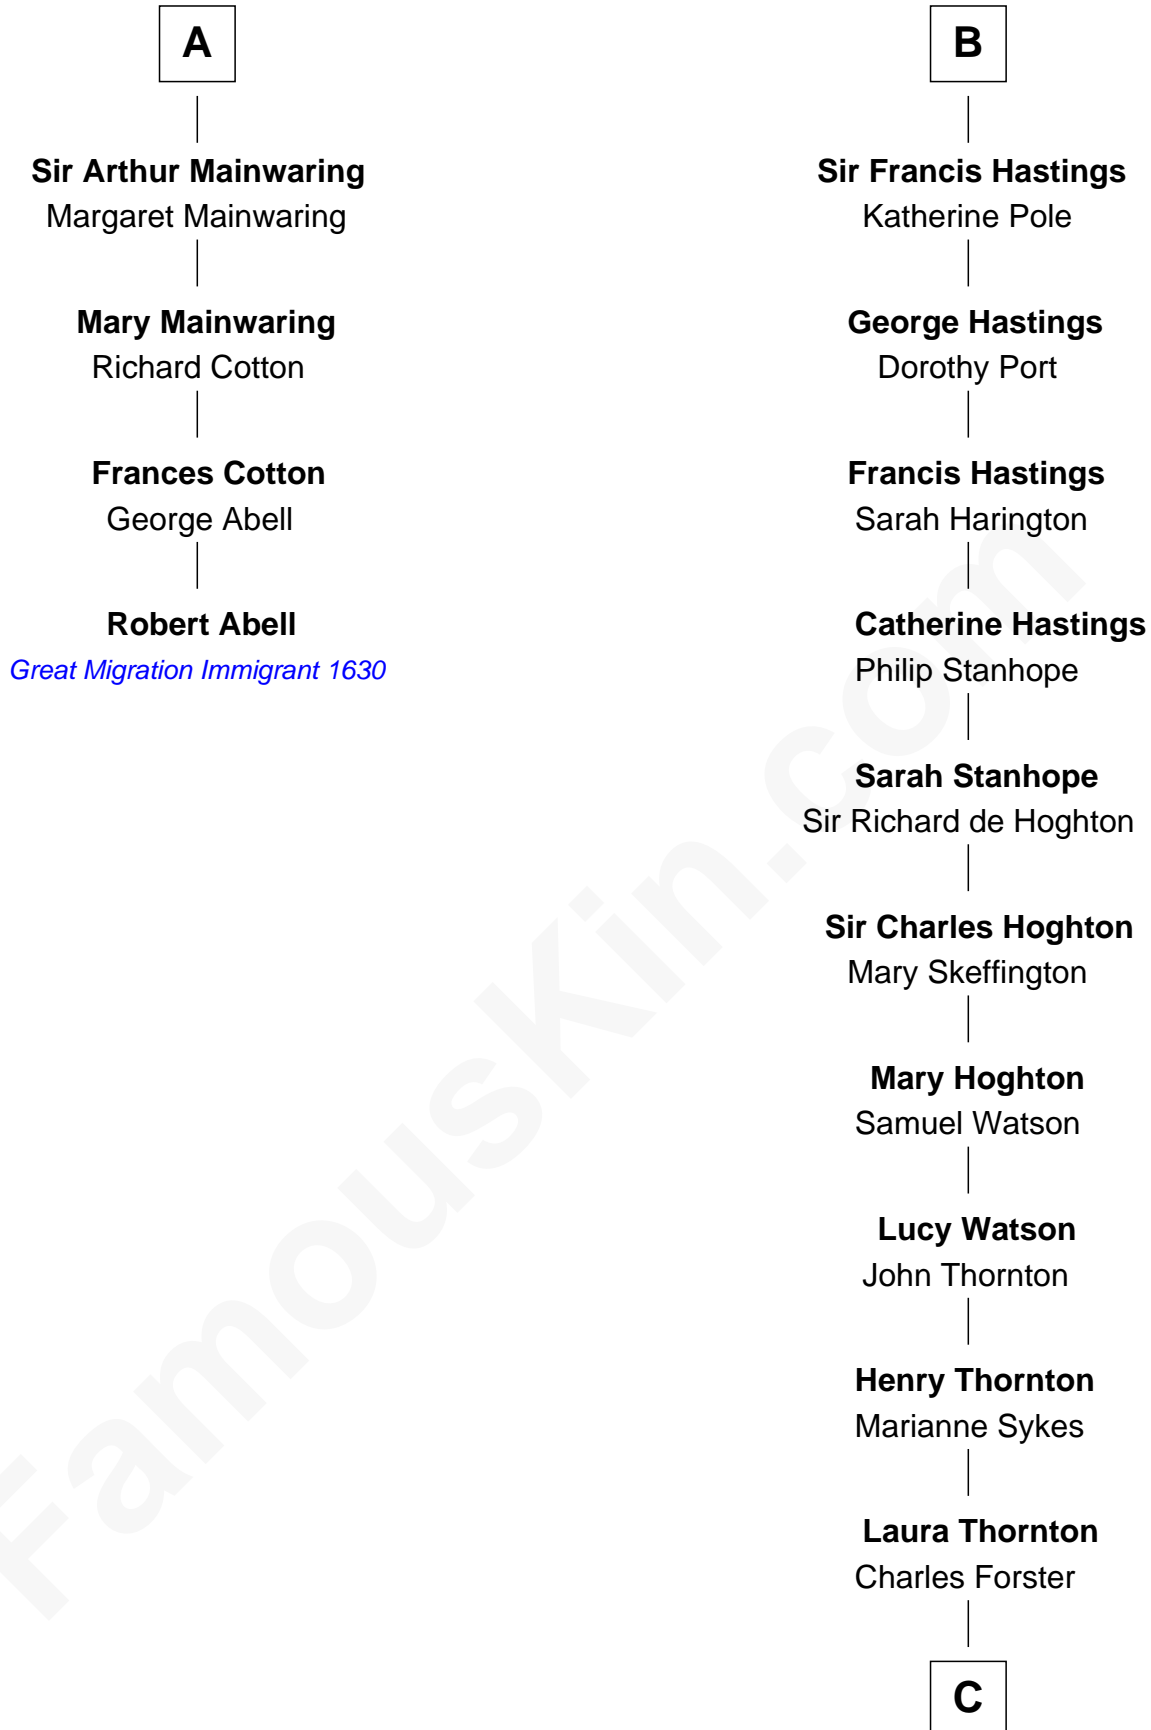 A
Sir Arthur Mainwaring
Margaret Mainwaring
Mary Mainwaring
Richard Cotton
Frances Cotton
George Abell
Robert Abell
Great Migration Immigrant 1630
B
Sir Francis Hastings
Katherine Pole
George Hastings
Dorothy Port
Francis Hastings
Sarah Harington
Catherine Hastings
Philip Stanhope
Sarah Stanhope
Sir Richard de Hoghton
Sir Charles Hoghton
Mary Skeffington
Mary Hoghton
Samuel Watson
Lucy Watson
John Thornton
Henry Thornton
Marianne Sykes
Laura Thornton
Charles Forster
C
FamousKin.com